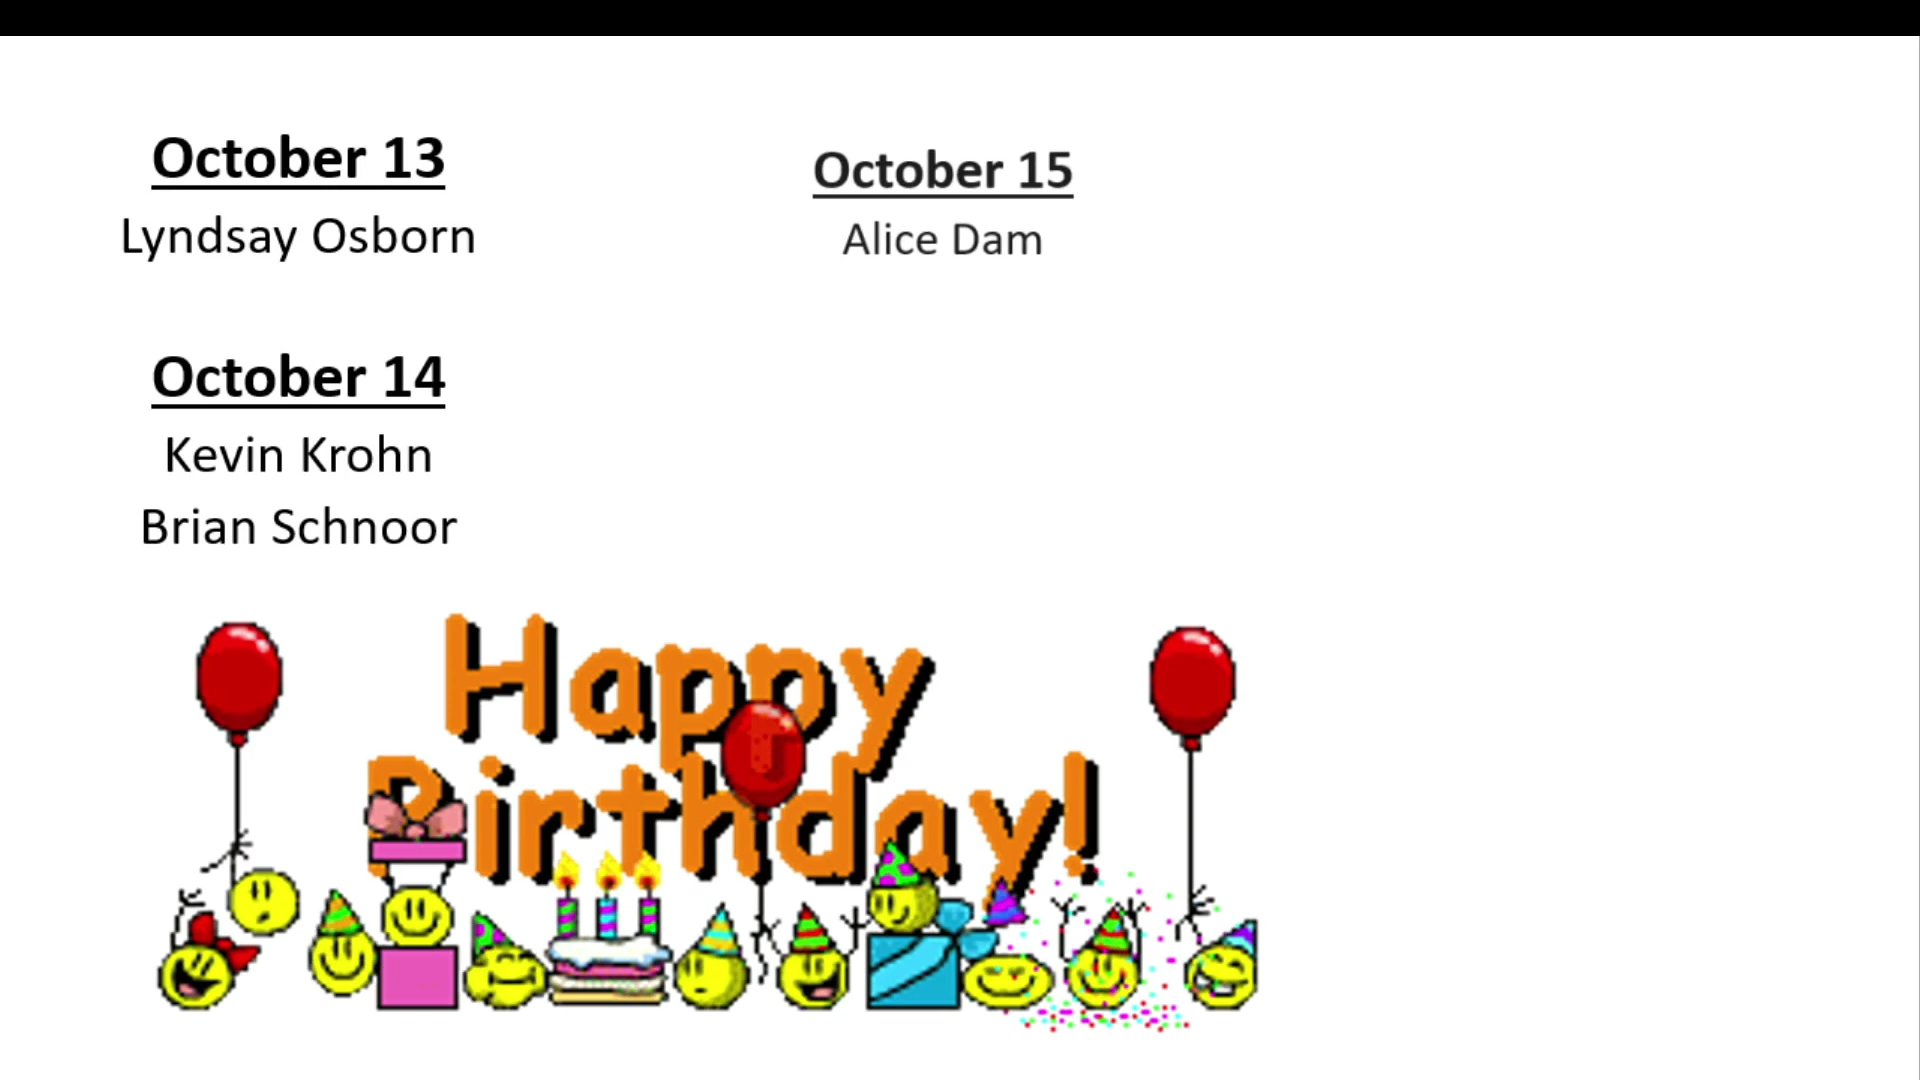 October 13
Lyndsay Osborn
October 14
Kevin Krohn
Brian Schnoor
October 15
Alice Dam
Happy
Birthday!